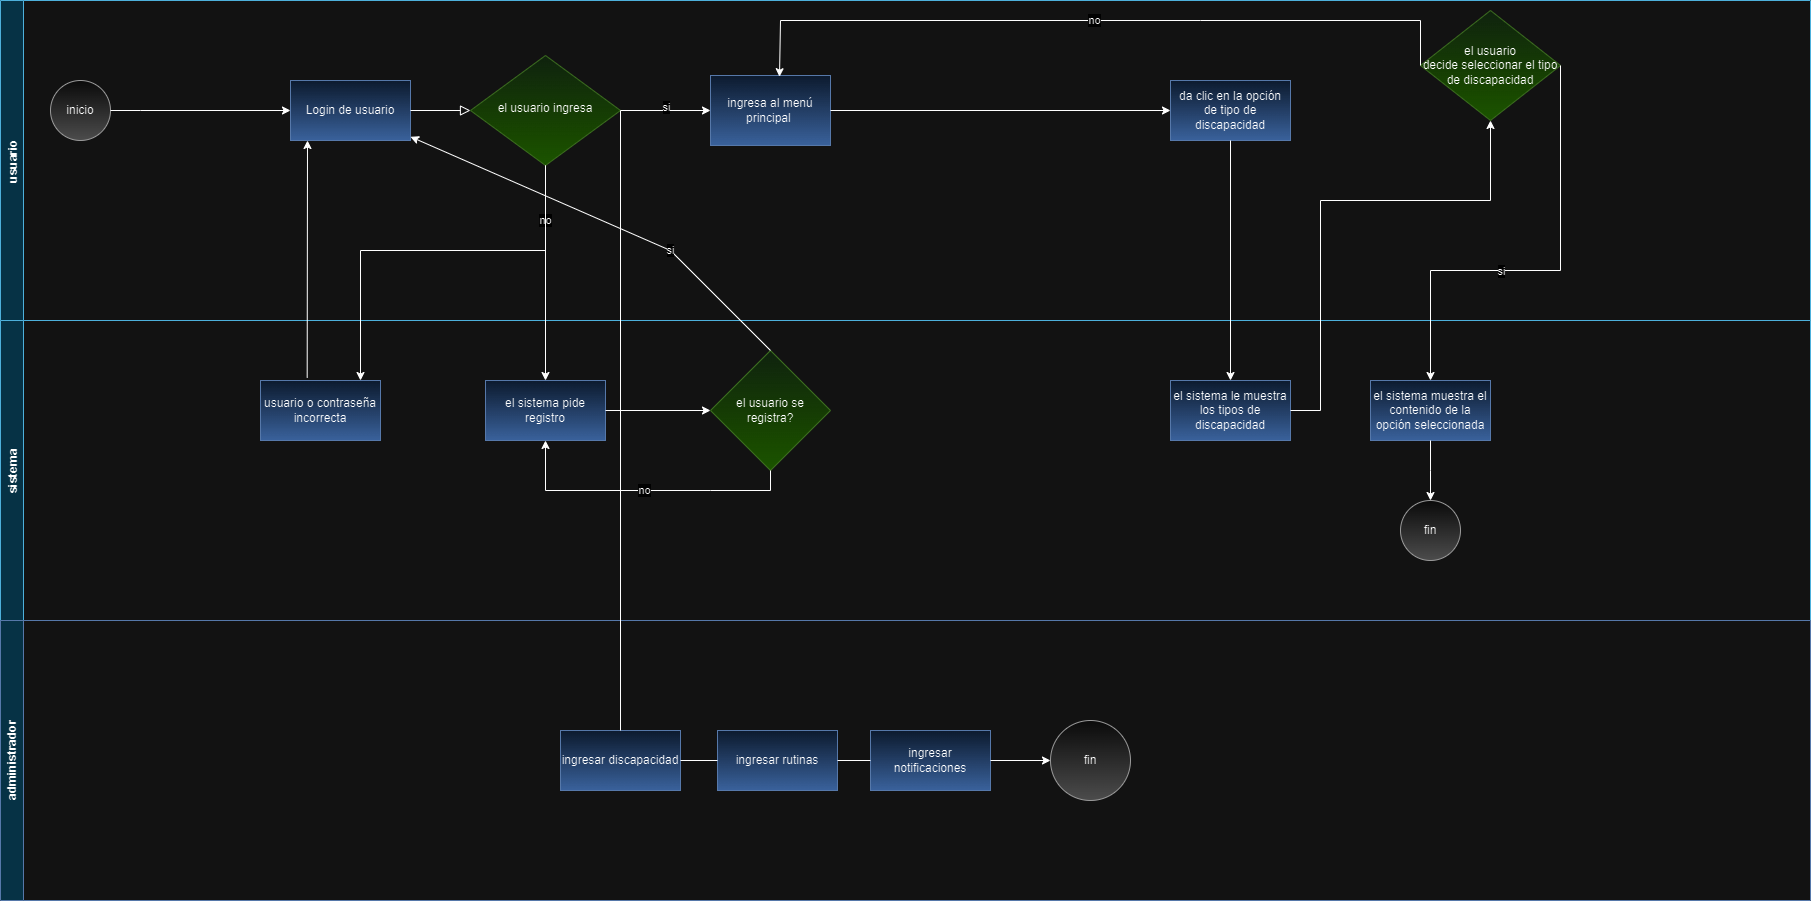 usuario
inicio
Login de usuario
el usuario ingresa
si
ingresa al menú
principal
no
da clic en la opción
de tipo de
discapacidad
el usuario
decide seleccionar el tipo
de discapacidad
no
si
si
sistema
usuario o contraseña
incorrecta
el sistema pide
registro
el usuario se
registra?
no
el sistema le muestra
los tipos de
discapacidad
el sistema muestra el
contenido de la
opción seleccionada
fin
administrador
ingresar discapacidad
ingresar rutinas
ingresar
notificaciones
fin